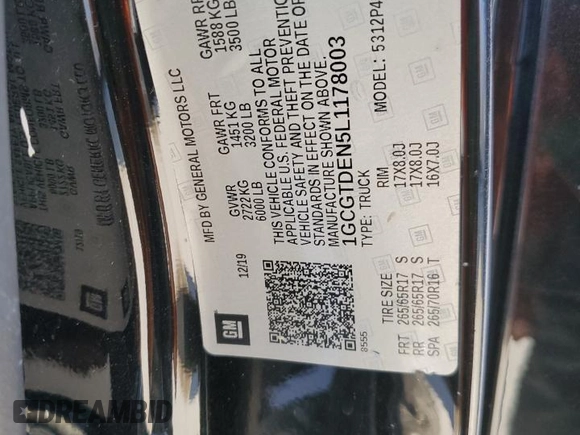 MFD BY GENERAL MOTORS LLC
12/19
GVWR
2722 KG
6000 LB
GAWR FRT
1451 KG
3200 LB
GAWR RR
1588 KG
3500 LB
THIS VEHICLE CONFORMS TO ALL
APPLICABLE U.S. FEDERAL MOTOR
VEHICLE SAFETY AND THEFT PREVENTION
STANDARDS IN EFFECT ON THE DATE OF
MANUFACTURE SHOWN ABOVE.
1GCGTDEN5L1178003
TYPE: TRUCK
MODEL: 5312P4
8555
TIRE SIZE
RIM
FRT 265/65R17 S 17X8.0J
RR 265/65R17 S 17X8.0J
SPA 265/70R16 T 16X7.0J
GM
DREAMBID